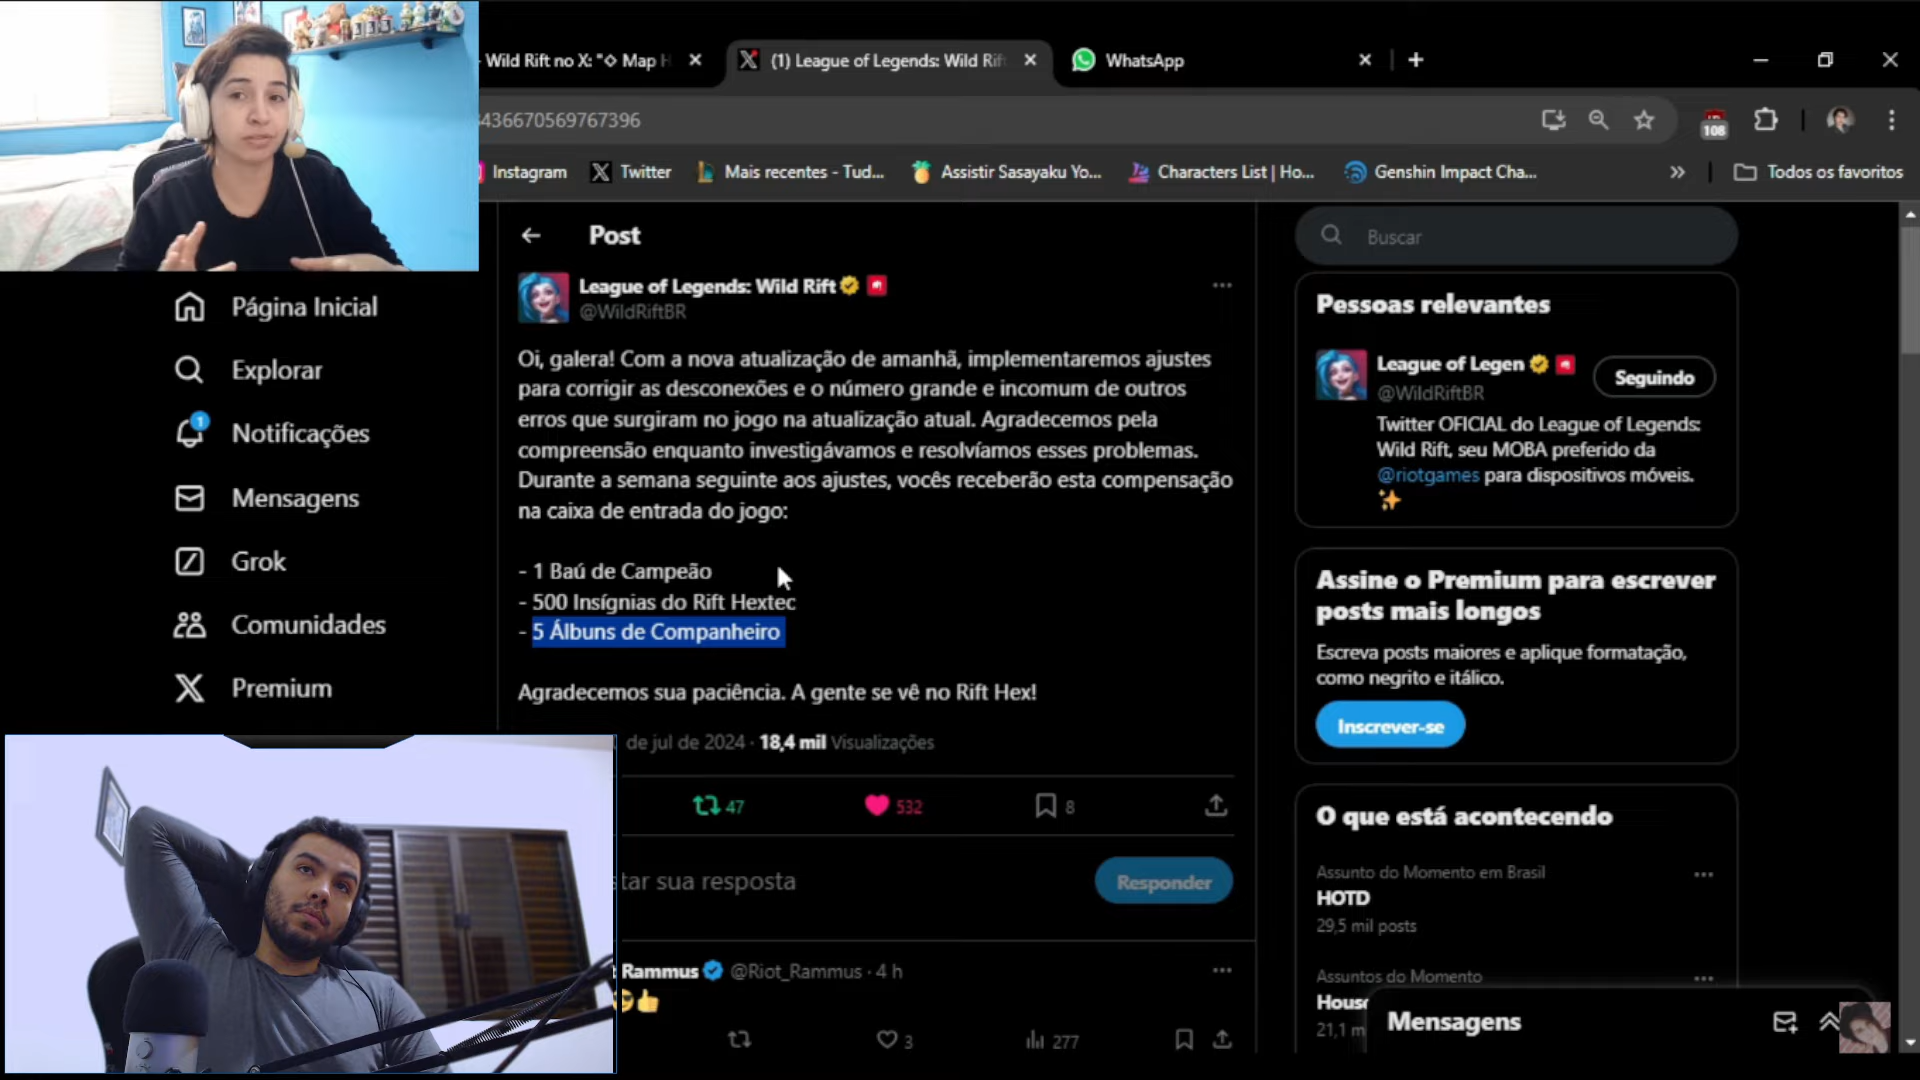 Wild Rift no X: "◇ Map H
(1) League of Legends: Wild Rif
WhatsApp
436670569767396
108
Instagram
Twitter
Mais recentes - Tud...
Assistir Sasayaku Yo...
Characters List | Ho...
Genshin Impact Cha...
Todos os favoritos
Página Inicial
Explorar
1
Notificações
Mensagens
Grok
Comunidades
Premium
Post
League of Legends: Wild Rift
@WildRiftBR
Oi, galera! Com a nova atualização de amanhã, implementaremos ajustes
para corrigir as desconexões e o número grande e incomum de outros
erros que surgiram no jogo na atualização atual. Agradecemos pela
compreensão enquanto investigávamos e resolvíamos esses problemas.
Durante a semana seguinte aos ajustes, vocês receberão esta compensação
na caixa de entrada do jogo:
- 1 Baú de Campeão
- 500 Insígnias do Rift Hextec
- 5 Álbuns de Companheiro
Agradecemos sua paciência. A gente se vê no Rift Hex!
de jul de 2024 · 18,4 mil Visualizações
47
532
8
tar sua resposta
Responder
Rammus @Riot_Rammus · 4 h
3
277
Buscar
Pessoas relevantes
League of Legen
@WildRiftBR
Seguindo
Twitter OFICIAL do League of Legends:
Wild Rift, seu MOBA preferido da
@riotgames para dispositivos móveis.
Assine o Premium para escrever
posts mais longos
Escreva posts maiores e aplique formatação,
como negrito e itálico.
Inscrever-se
O que está acontecendo
Assunto do Momento em Brasil
HOTD
29,5 mil posts
Assuntos do Momento
House
21,1 m
Mensagens